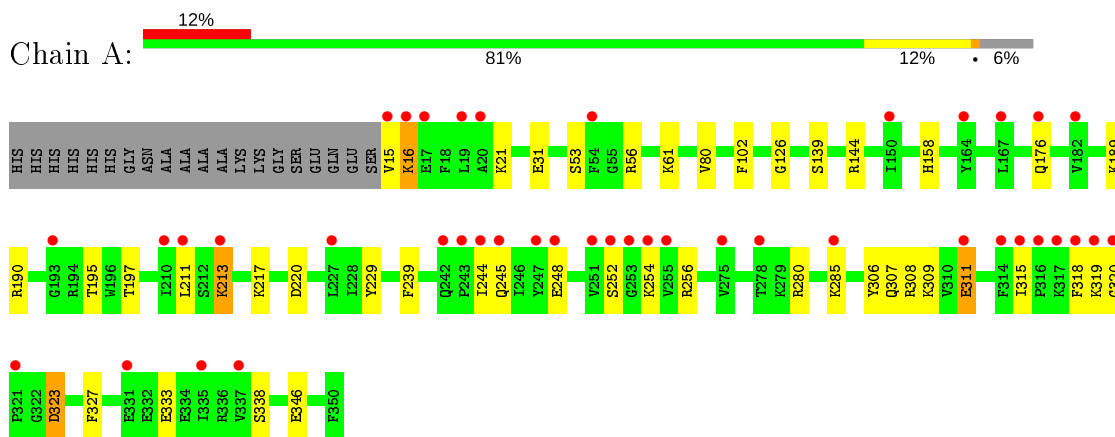 12%
Chain A:
81% 12% • 6%
HIS HIS HIS HIS HIS HIS GLY ASN ALA ALA ALA ALA LYS LYS GLY SER GLU GLN GLU SER V15 K16 E17 F18 L19 A20 K21 E31 S53 F54 G55 R56 K61 V80 F102 G126 S139 R144 I150 H158 Y164 L167 Q176 V182 K189
R190 G193 R194 T195 W196 T197 I210 L211 S212 K213 K217 D220 L227 I228 Y229 F239 Q242 P243 I244 Q245 I246 Y247 E248 V251 S252 G253 K254 V255 R256 V275 T278 K279 R280 K285 Y306 Q307 R308 K309 V310 E311 F314 I315 P316 K317 F318 K319 G320
P321 G322 D323 F327 E331 E332 E333 E334 I335 R336 V337 S338 E346 F350